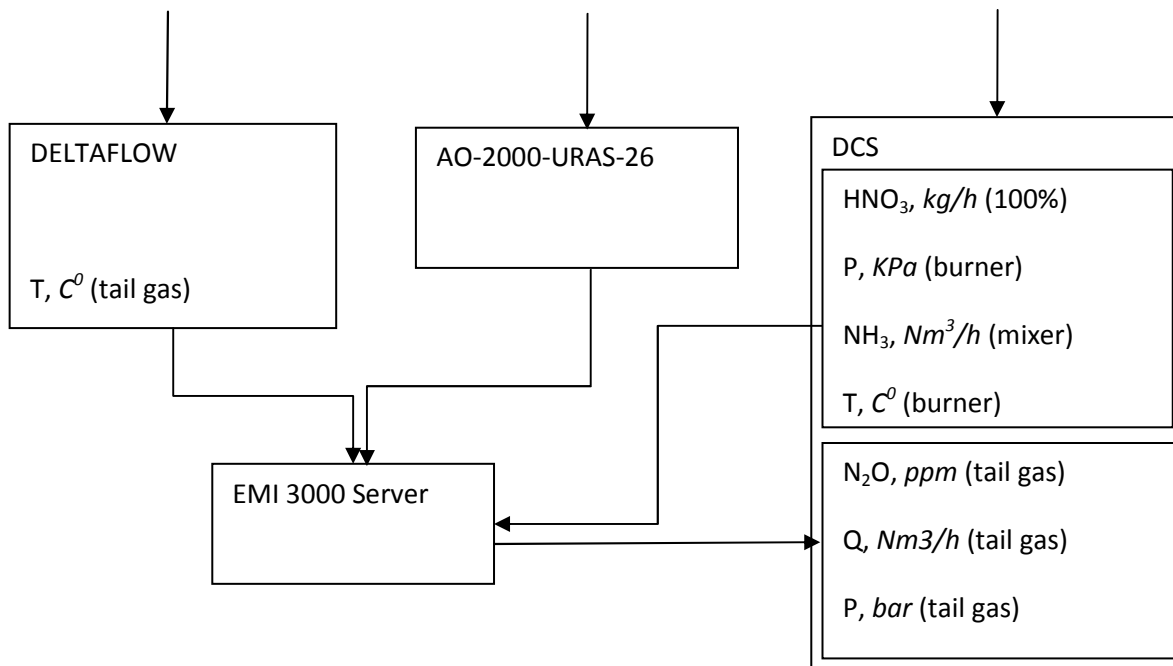 DELTAFLOW
T, C⁰ (tail gas)
AO-2000-URAS-26
DCS
HNO₃, kg/h (100%)
P, KPa (burner)
NH₃, Nm³/h (mixer)
T, C⁰ (burner)
EMI 3000 Server
N₂O, ppm (tail gas)
Q, Nm3/h (tail gas)
P, bar (tail gas)